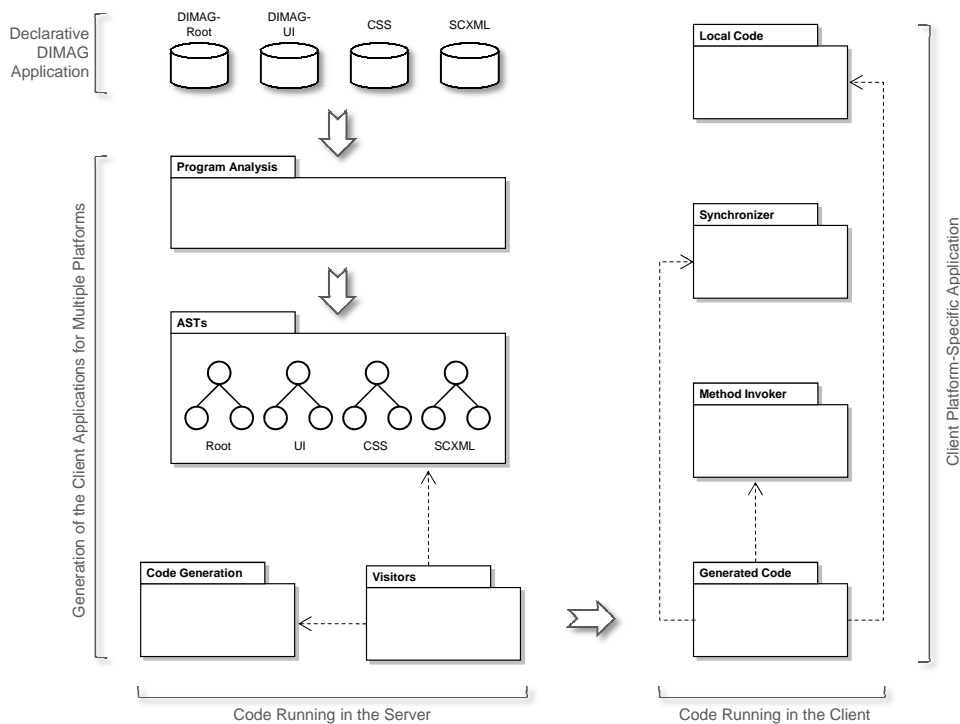 Declarative
DIMAG
Application
DIMAG-
Root
DIMAG-
UI
CSS
SCXML
Program Analysis
ASTs
Root
UI
CSS
SCXML
Code Generation
Visitors
Generation of the Client Applications for Multiple Platforms
Code Running in the Server
Local Code
Synchronizer
Method Invoker
Generated Code
Client Platform-Specific Application
Code Running in the Client